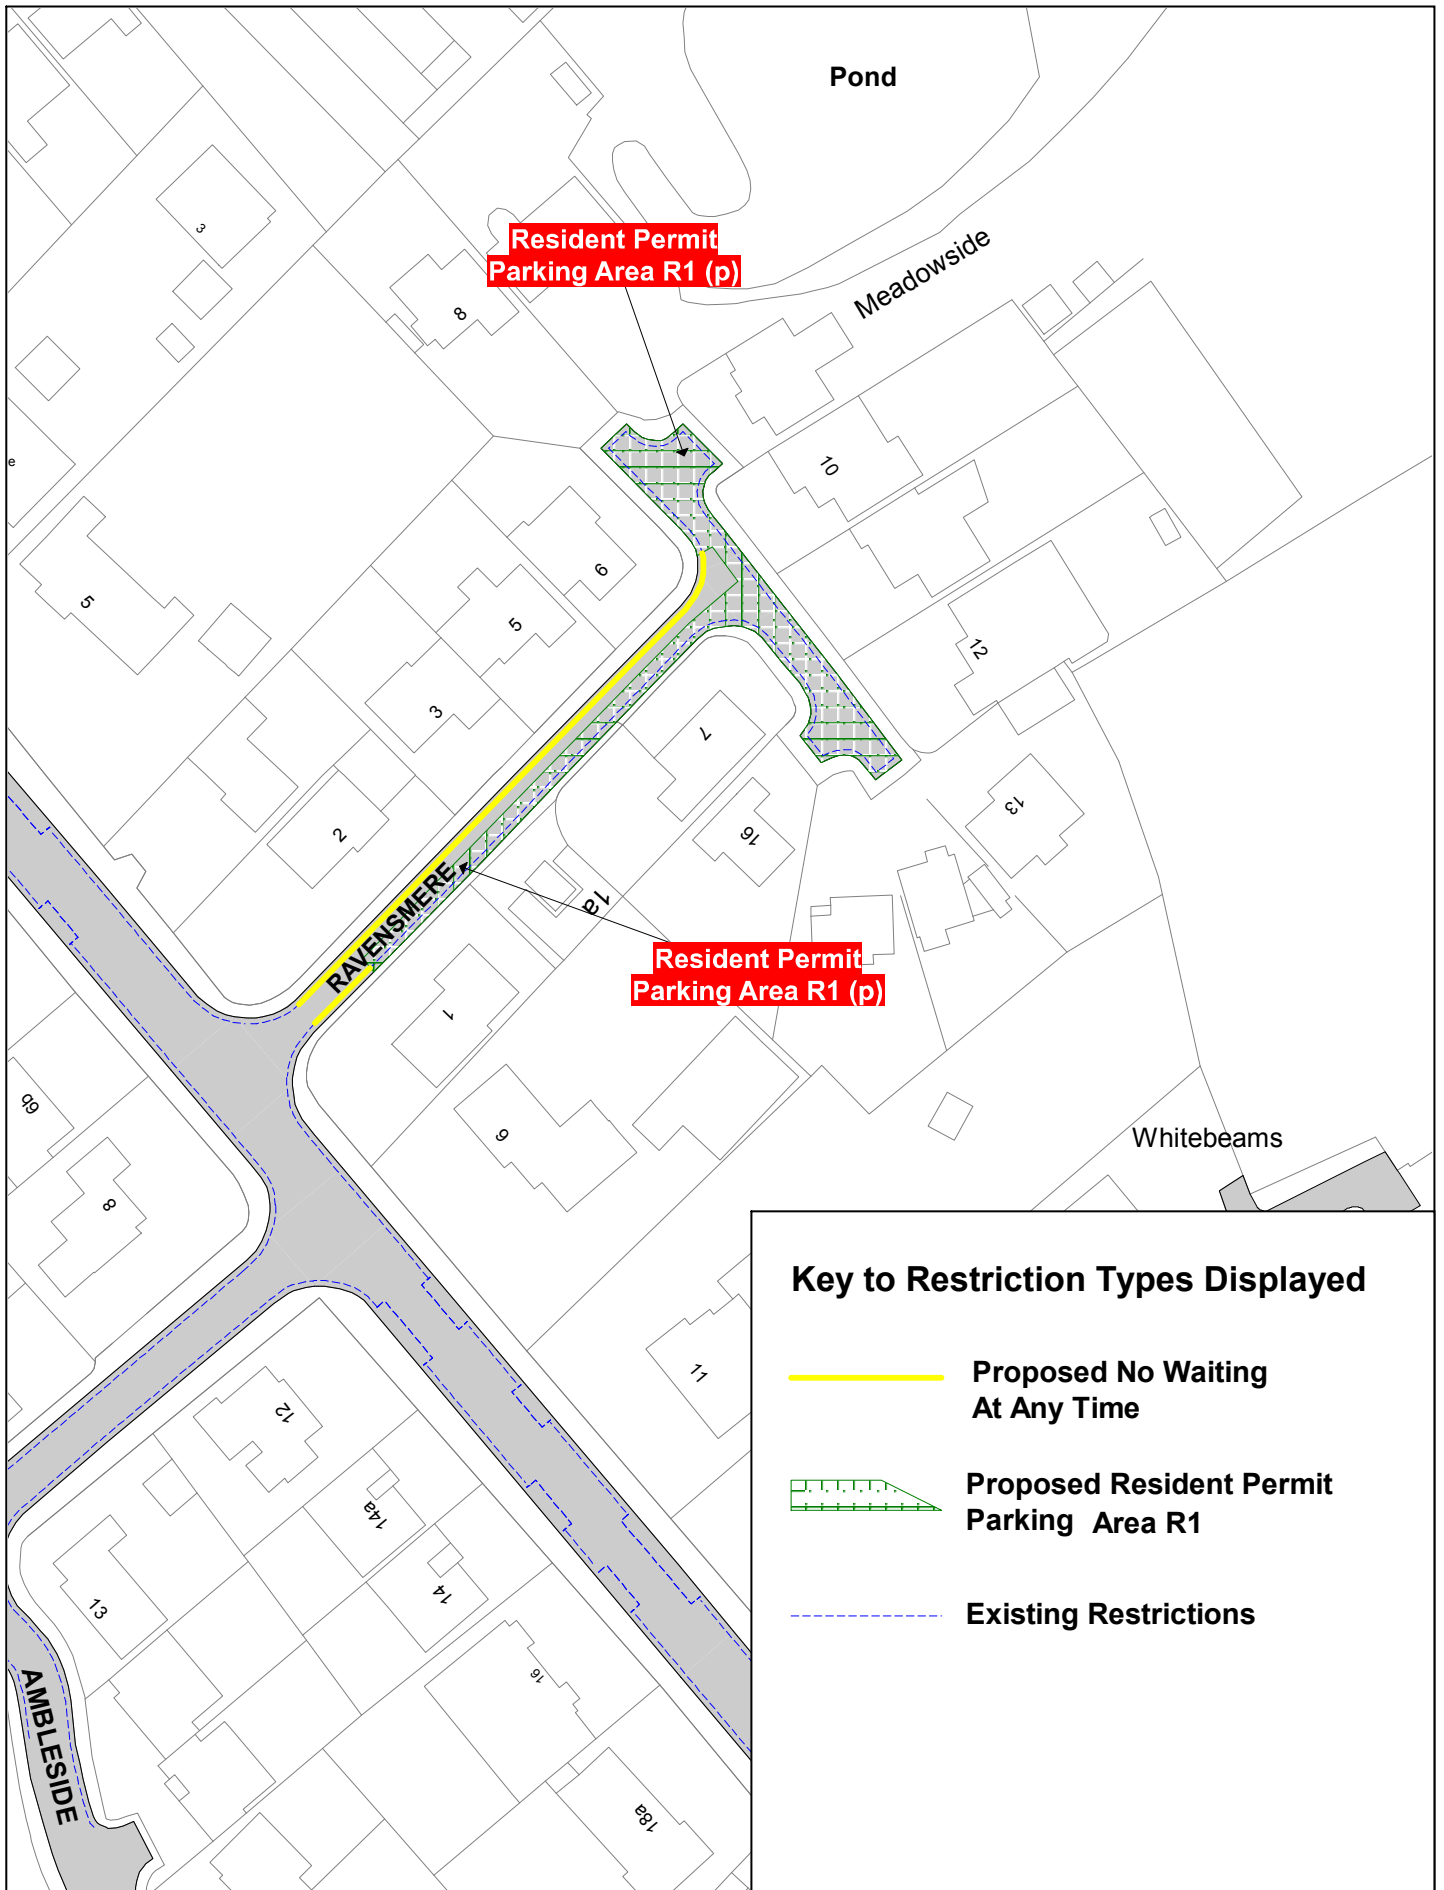 Pond
3
Resident Permit
Parking Area R1 (p)
Meadowside
8
e
10
6
5
5
12
3
7
2
13
16
1a
RAVENSMERE
Resident Permit
Parking Area R1 (p)
1
6b
9
Whitebeams
8
Key to Restriction Types Displayed
Proposed No Waiting
At Any Time
Proposed Resident Permit
Parking Area R1
Existing Restrictions
11
12
14a
14
13
16
AMBLESIDE
18a